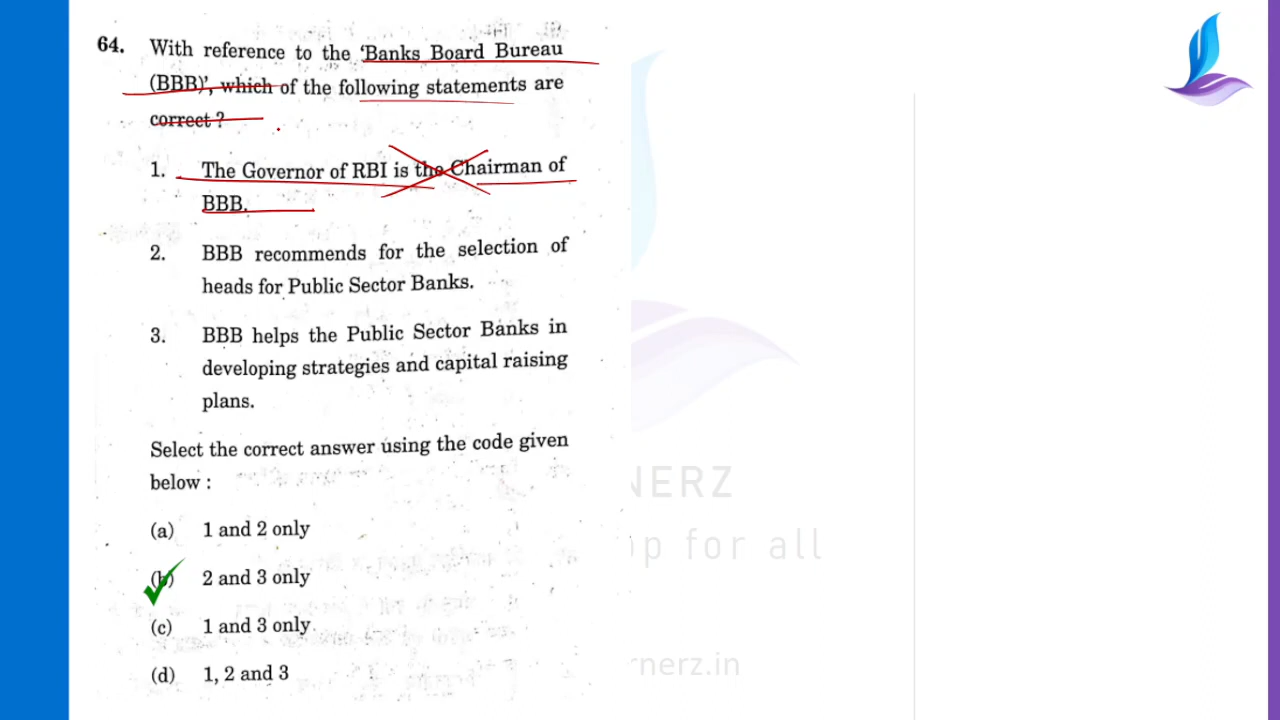 64. With reference to the 'Banks Board Bureau
(BBB)', which of the following statements are
correct ?
1. The Governor of RBI is the Chairman of
BBB.
2. BBB recommends for the selection of
heads for Public Sector Banks.
3. BBB helps the Public Sector Banks in
developing strategies and capital raising
plans.
Select the correct answer using the code given
below :
(a) 1 and 2 only
(b) 2 and 3 only
(c) 1 and 3 only
(d) 1, 2 and 3
NERZ
op for all
rnerz.in